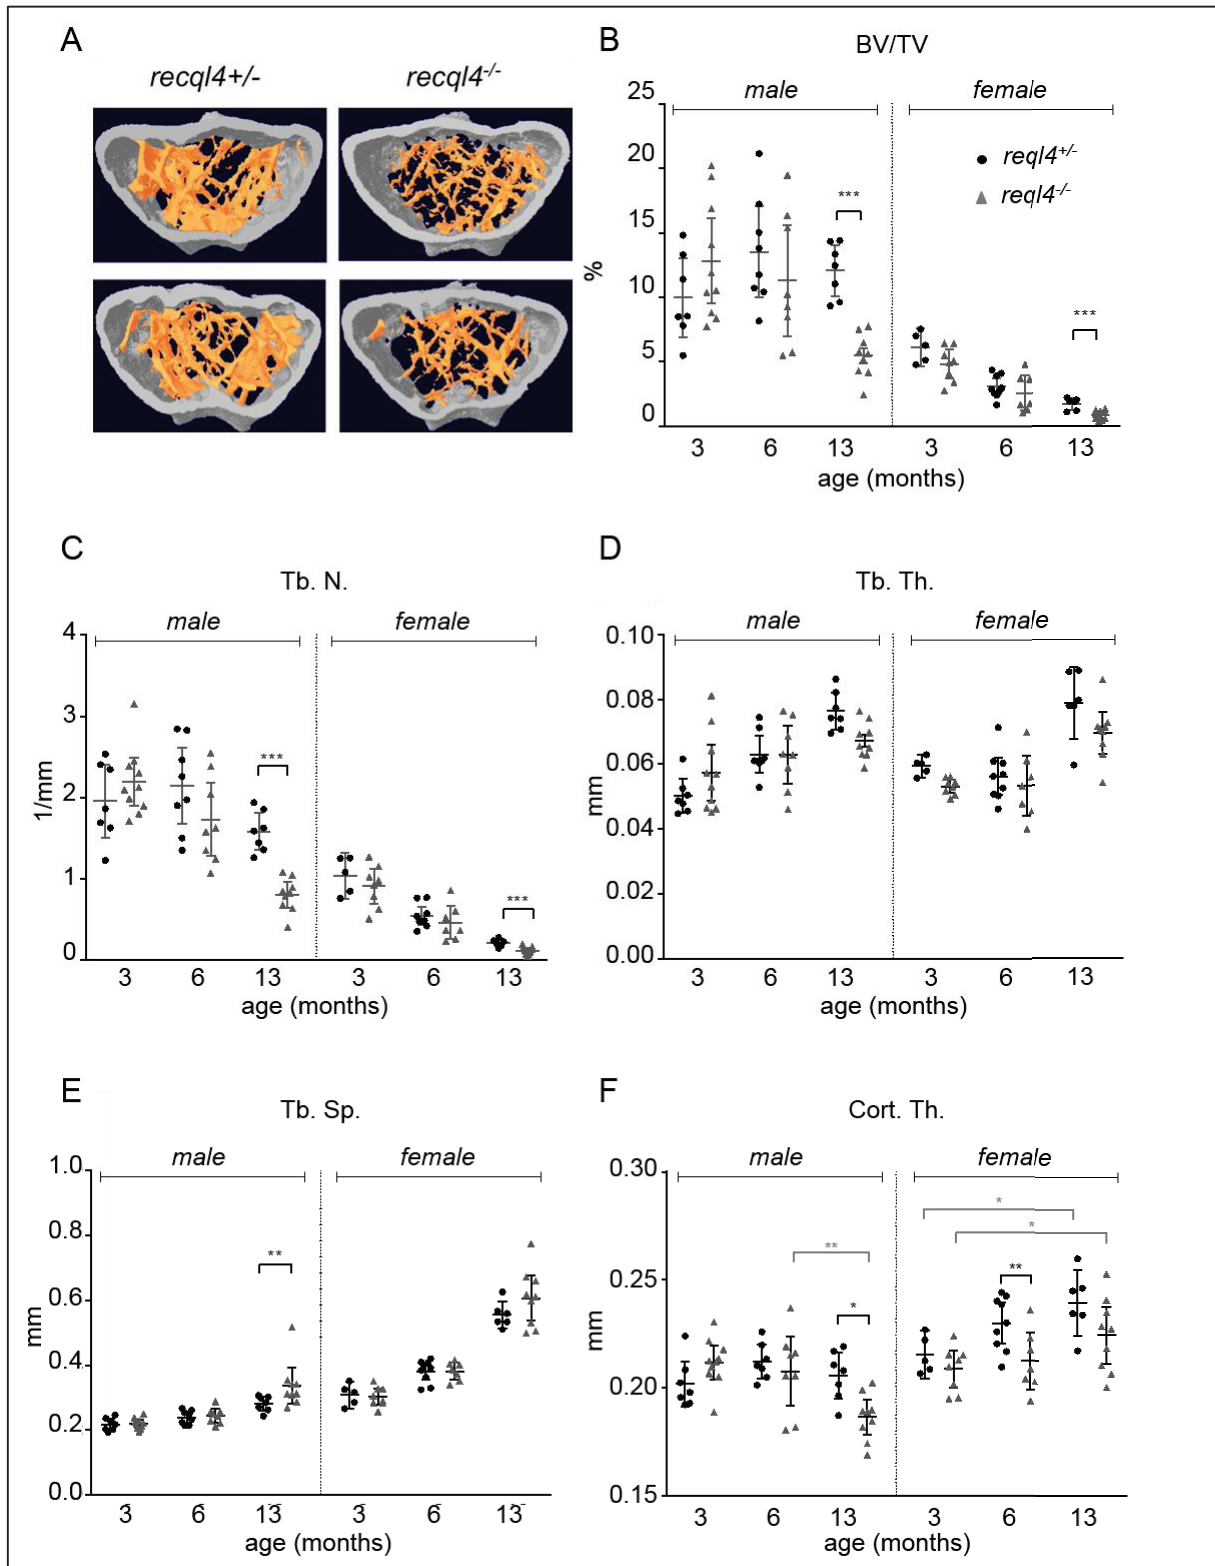 A
recql4+/-
recql4-/-
B
BV/TV
male
female
25
20
15
10
5
0
%
reql4+/-
reql4-/-
***
***
3
6
13
3
6
13
age (months)
C
Tb. N.
male
female
4
3
2
1
0
1/mm
***
***
3
6
13
3
6
13
age (months)
D
Tb. Th.
male
female
0.10
0.08
0.06
0.04
0.02
0.00
mm
3
6
13
3
6
13
age (months)
E
Tb. Sp.
male
female
1.0
0.8
0.6
0.4
0.2
0.0
mm
**
3
6
13
3
6
13
age (months)
F
Cort. Th.
male
female
0.30
0.25
0.20
0.15
mm
*
*
**
**
*
3
6
13
3
6
13
age (months)